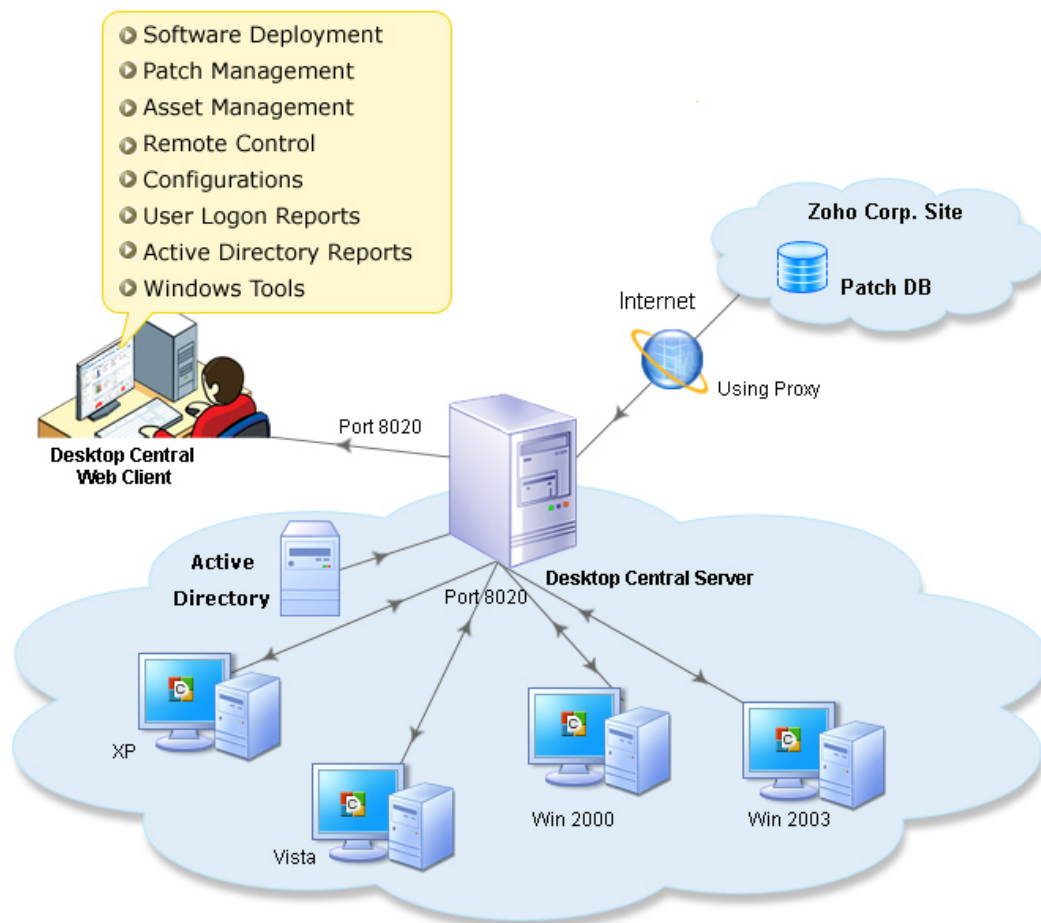 Software Deployment
Patch Management
Asset Management
Remote Control
Configurations
User Logon Reports
Active Directory Reports
Windows Tools
Zoho Corp. Site
Patch DB
Internet
Using Proxy
Port 8020
Desktop Central
Web Client
Active
Directory
Desktop Central Server
Port 8020
XP
Vista
Win 2000
Win 2003
C
C
C
C